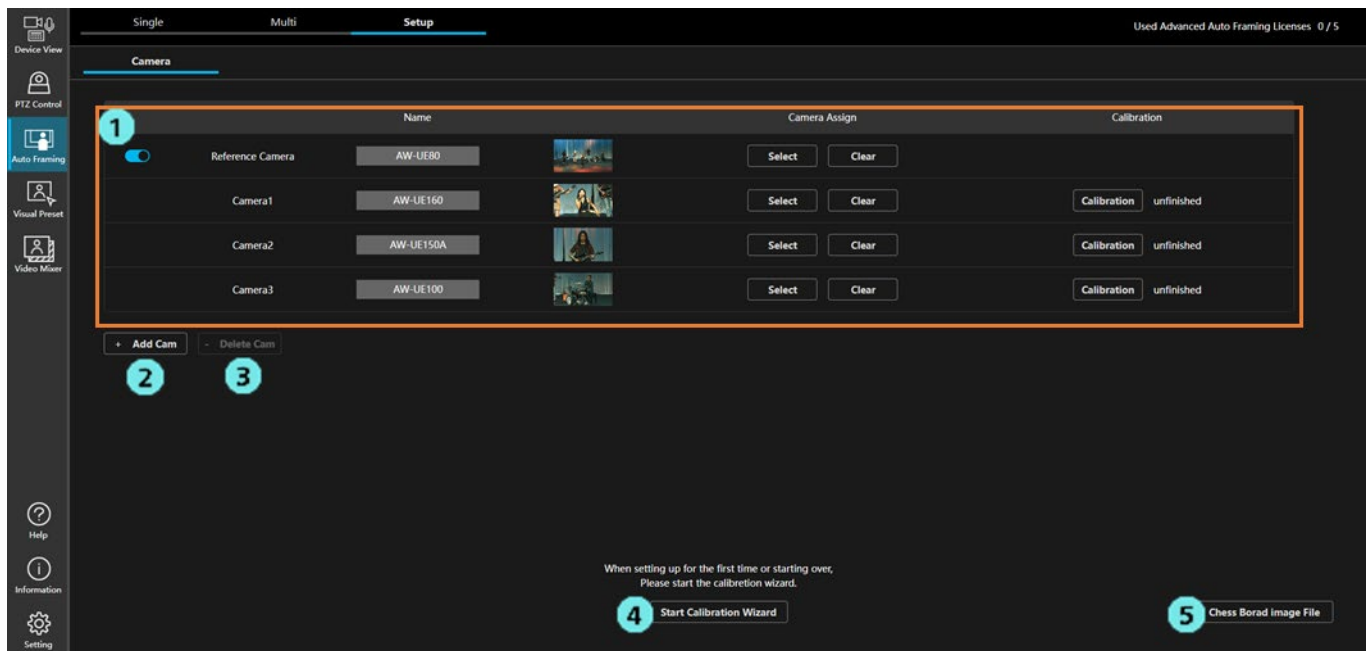 Single Multi Setup Used Advanced Auto Framing Licenses 0 / 5
Device View
Camera
PTZ Control
1 Name Camera Assign Calibration
Auto Framing
Reference Camera AW-UE80 Select Clear
Visual Preset
Camera1 AW-UE160 Select Clear Calibration unfinished
Video Mixer
Camera2 AW-UE150A Select Clear Calibration unfinished
Camera3 AW-UE100 Select Clear Calibration unfinished
+ Add Cam - Delete Cam
2 3
Help
When setting up for the first time or starting over,
Please start the calibretion wizard.
Information
4 Start Calibration Wizard 5 Chess Borad image File
Setting